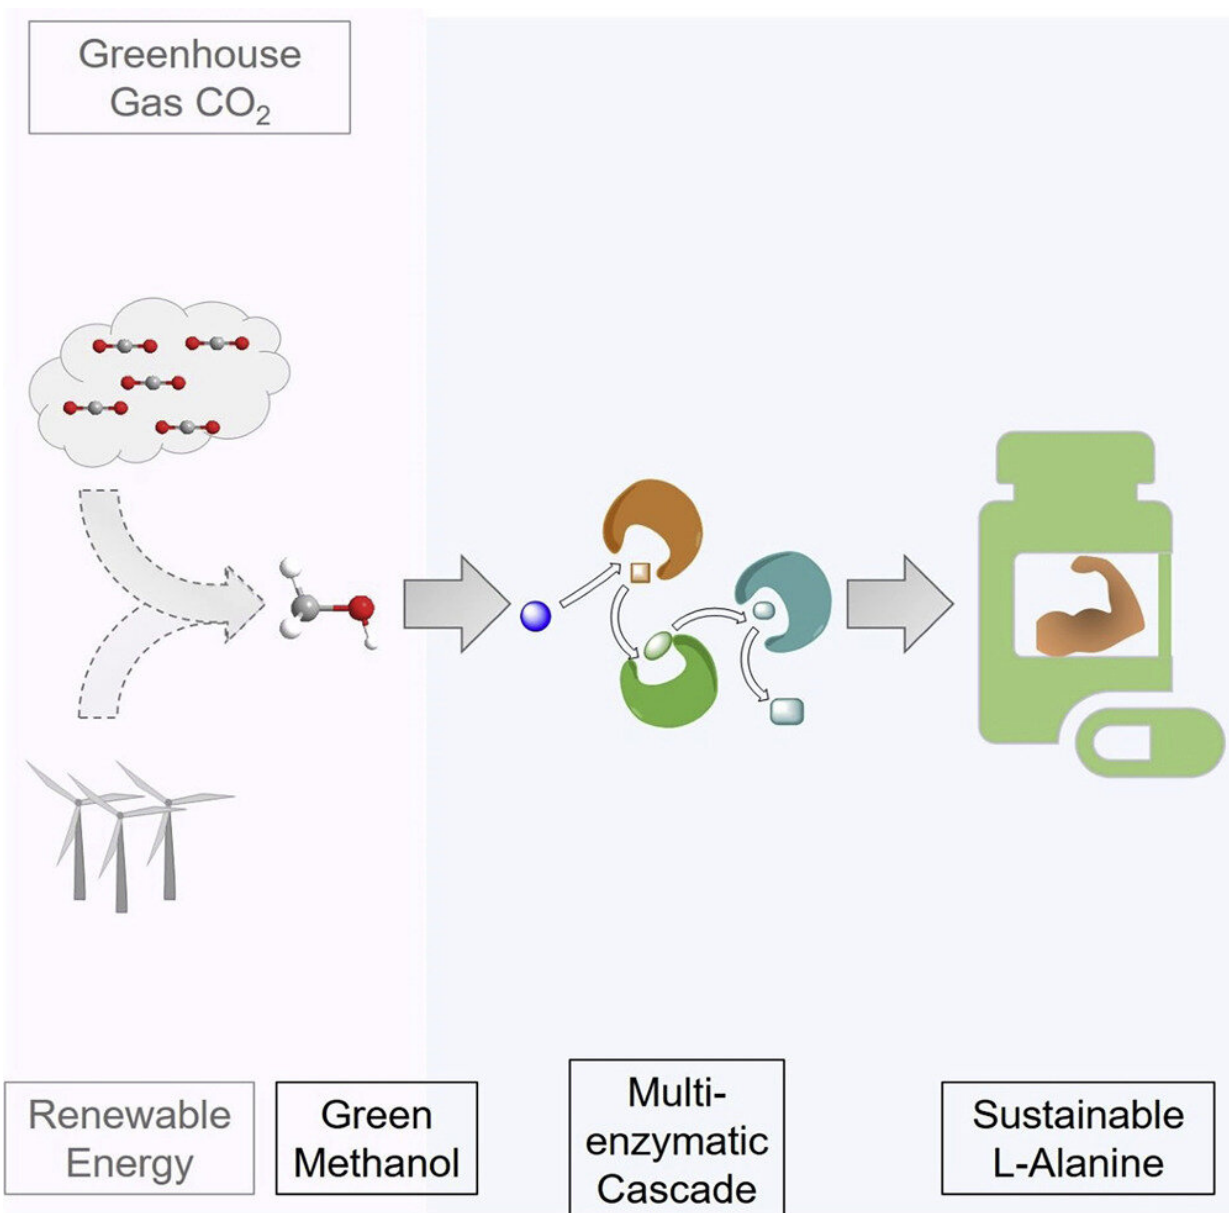 Greenhouse
Gas CO₂
Renewable
Energy
Green
Methanol
Multi-
enzymatic
Cascade
Sustainable
L-Alanine